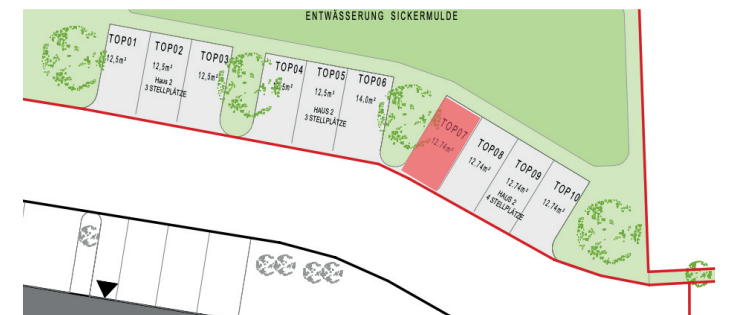 ENTWÄSSERUNG SICKERMULDE
TOP01
12,5m²
TOP02
12,5m²
Haus 2
3 STELLPLÄTZE
TOP03
12,5m²
TOP04
12,5m²
TOP05
12,5m²
HAUS 2
3 STELLPLÄTZE
TOP06
14,0m²
TOP07
12.74m²
TOP08
12.74m²
TOP09
12.74m²
HAUS 2
4 STELLPLÄTZE
TOP10
12.74m²